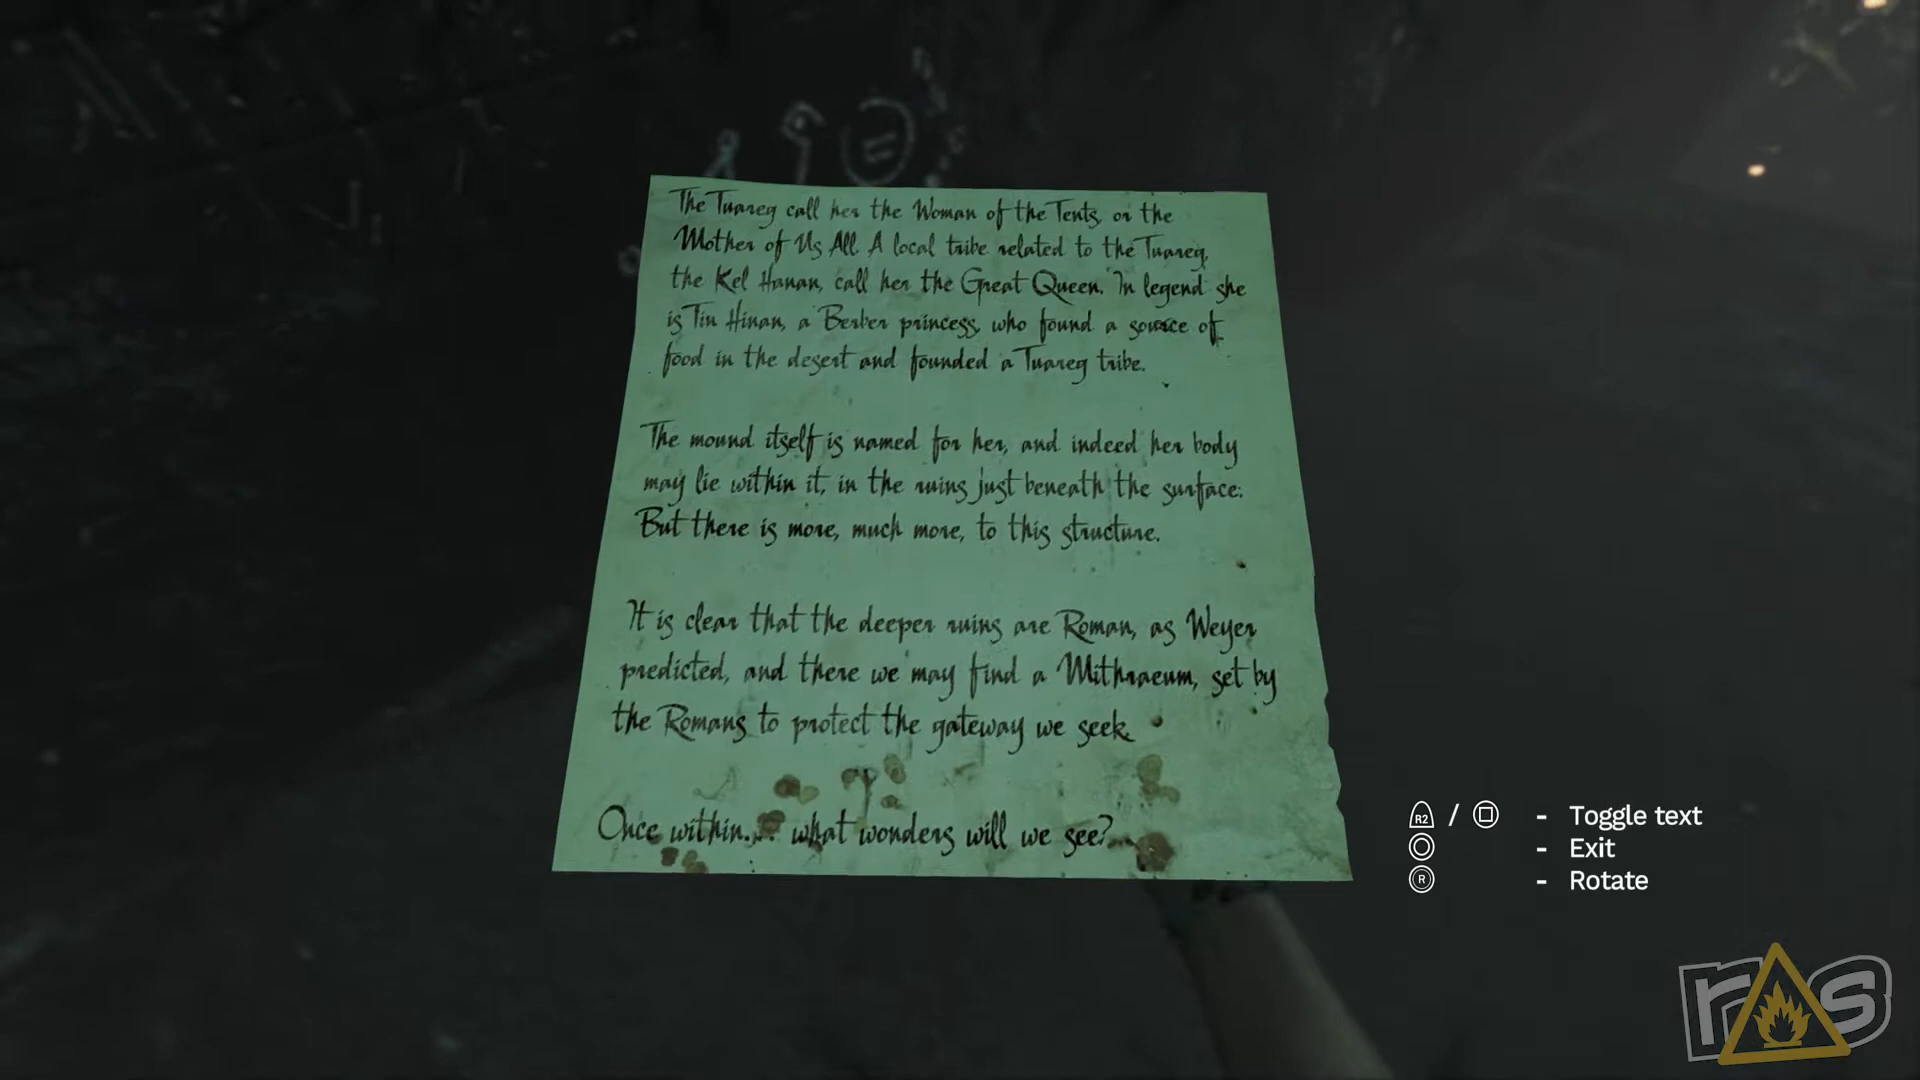 The Tuareg call her the Woman of the Tents, or the
Mother of Us All. A local tribe related to the Tuareg,
the Kel Hanan, call her the Great Queen. In legend she
is Tin Hinan, a Berber princess, who found a source of
food in the desert and founded a Tuareg tribe.
The mound itself is named for her, and indeed her body
may lie within it, in the ruins just beneath the surface.
But there is more, much more, to this structure.
It is clear that the deeper ruins are Roman, as Weyer
predicted, and there we may find a Mithraeum, set by
the Romans to protect the gateway we seek.
Once within.... what wonders will we see?
R2 / - Toggle text
- Exit
R - Rotate
ras